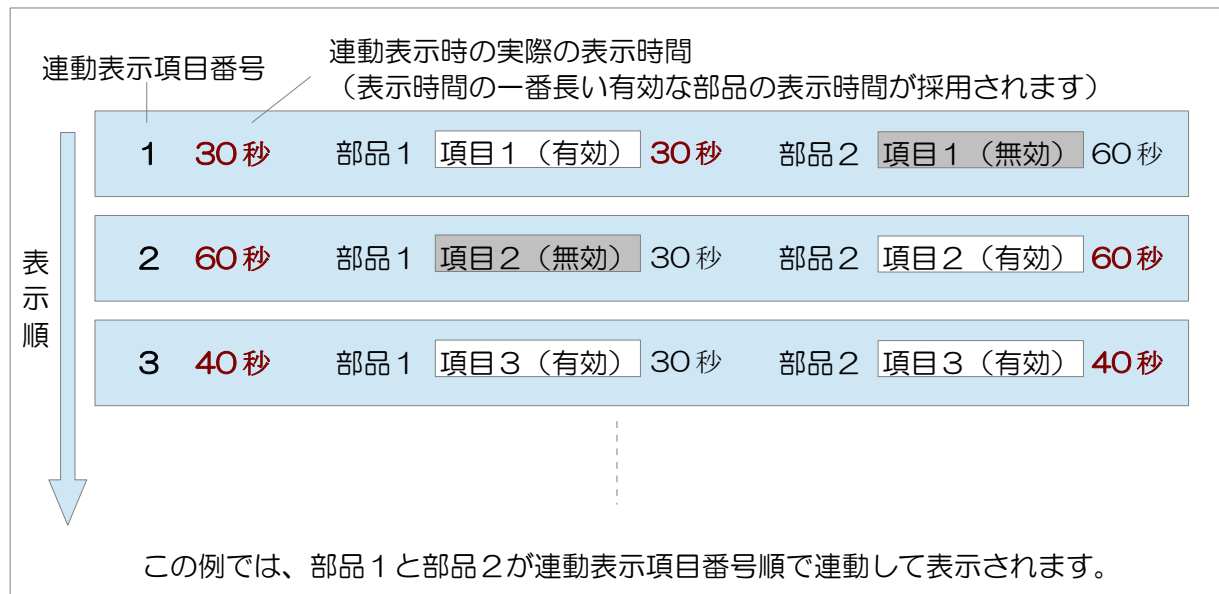 連動表示項目番号
連動表示時の実際の表示時間
（表示時間の一番長い有効な部品の表示時間が採用されます）
表示順
1 30秒 部品1 項目1（有効） 30秒 部品2 項目1（無効） 60秒
2 60秒 部品1 項目2（無効） 30秒 部品2 項目2（有効） 60秒
3 40秒 部品1 項目3（有効） 30秒 部品2 項目3（有効） 40秒
この例では、部品1と部品2が連動表示項目番号順で連動して表示されます。